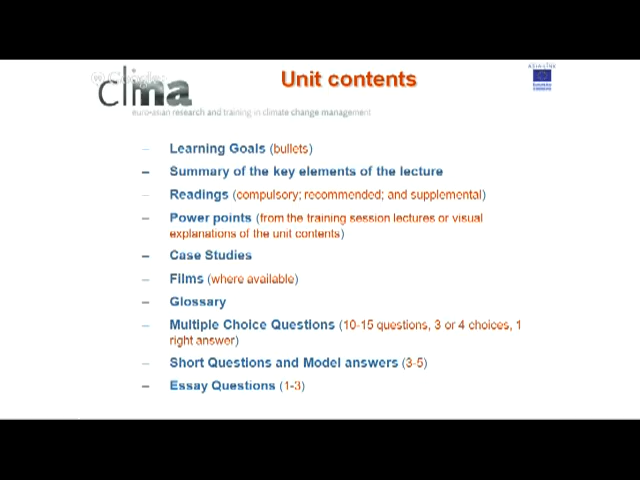 Unit contents
ASIA-LINK
clima
euro-asian research and training in climate change management
– Learning Goals (bullets)
– Summary of the key elements of the lecture
– Readings (compulsory; recommended; and supplemental)
– Power points (from the training session lectures or visual
explanations of the unit contents)
– Case Studies
– Films (where available)
– Glossary
– Multiple Choice Questions (10-15 questions, 3 or 4 choices, 1
right answer)
– Short Questions and Model answers (3-5)
– Essay Questions (1-3)